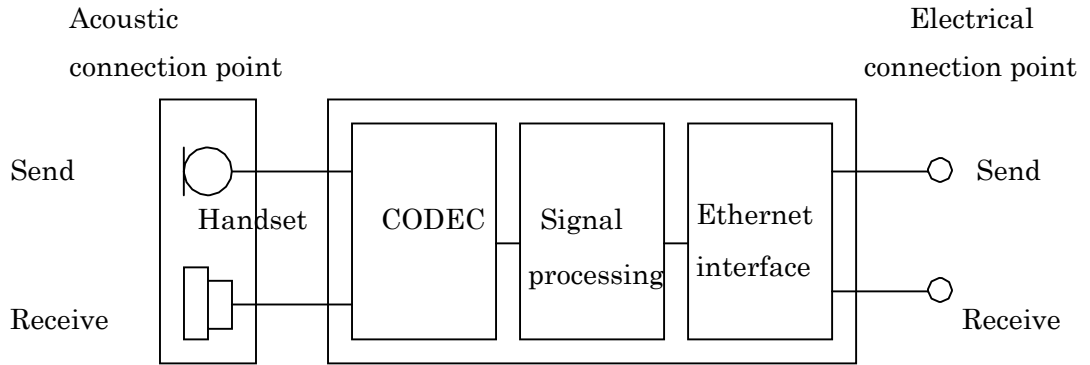 Acoustic
connection point
Electrical
connection point
Send
Send
Handset
CODEC
Signal
processing
Ethernet
interface
Receive
Receive